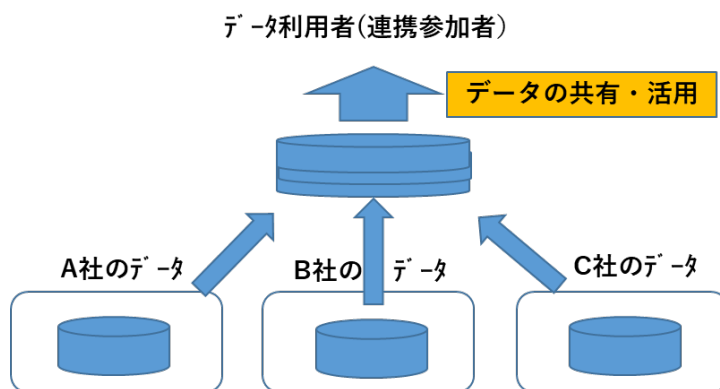 ﾃﾞｰﾀ利用者(連携参加者)
データの共有・活用
A社のﾃﾞｰﾀ
B社の ﾃﾞｰﾀ
C社のﾃﾞｰﾀ